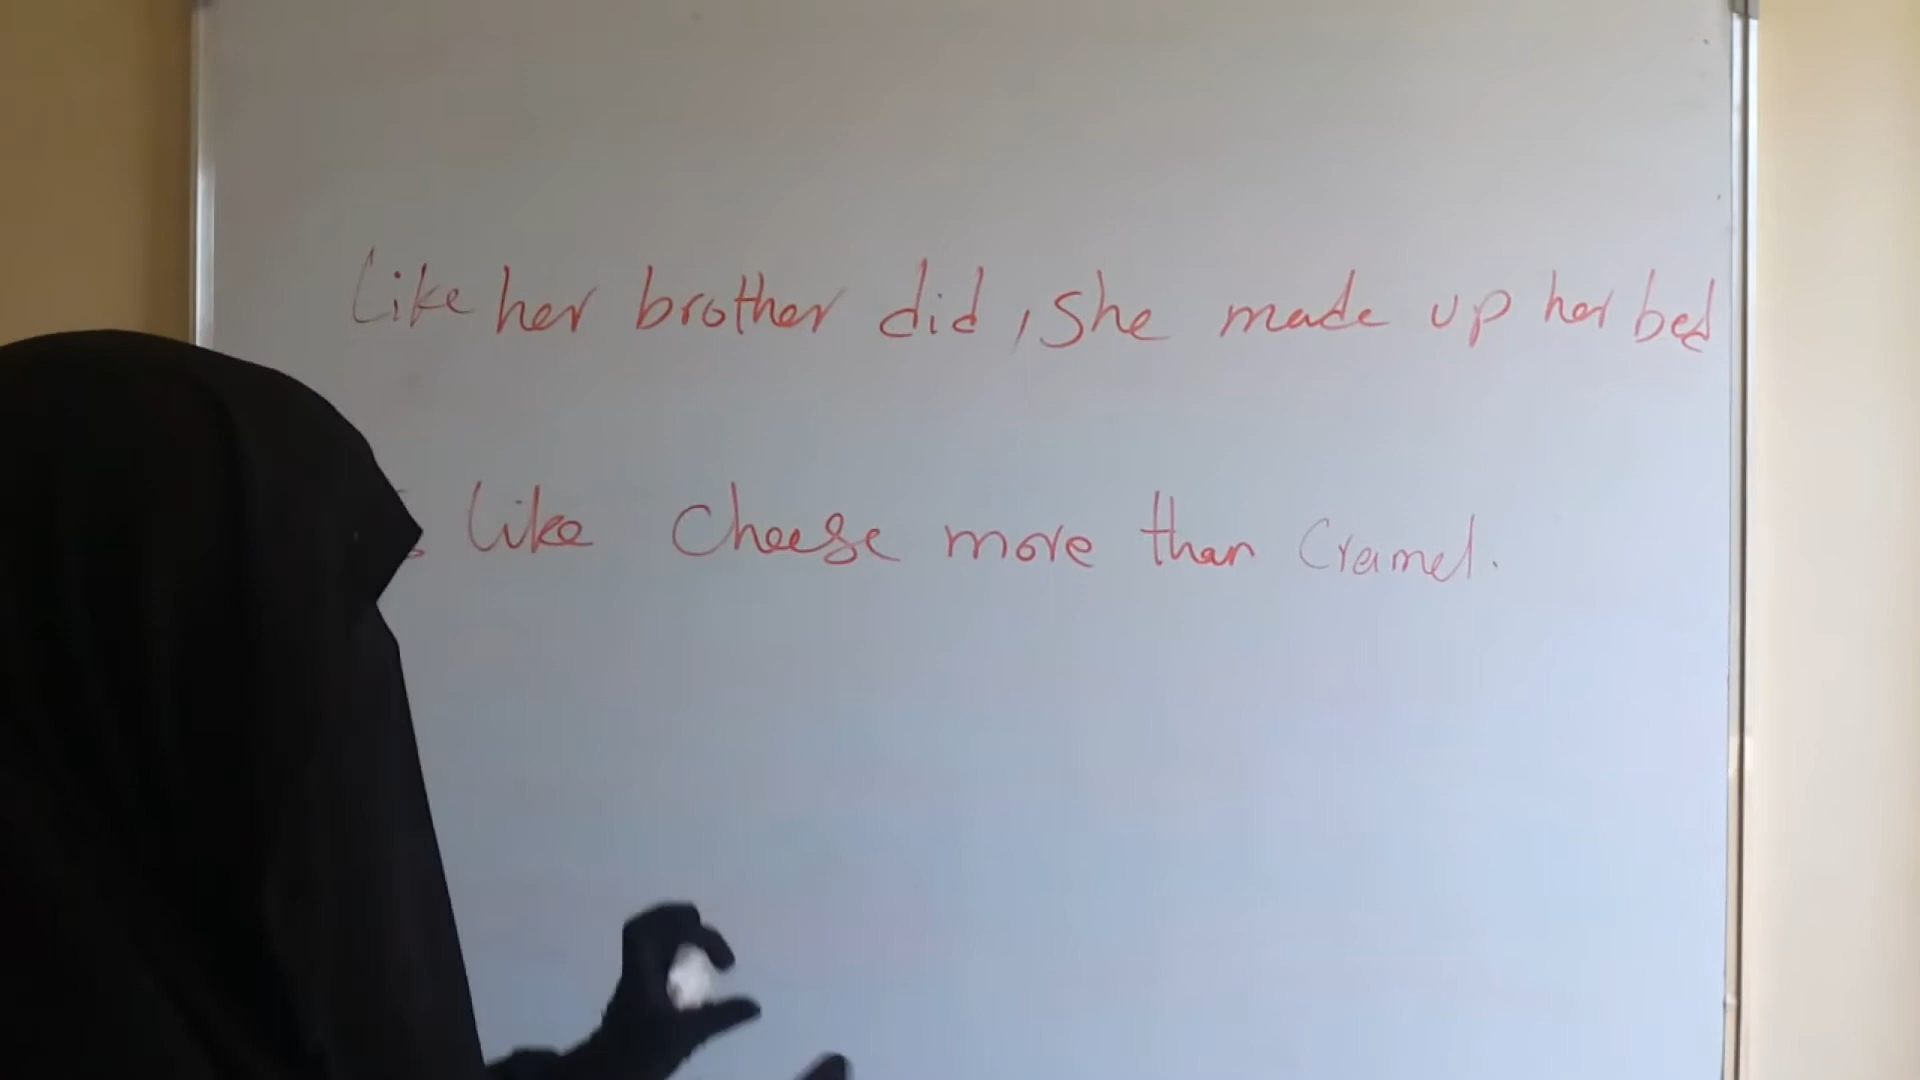 Like her brother did, she made up her bed
like cheese more than Cramel.